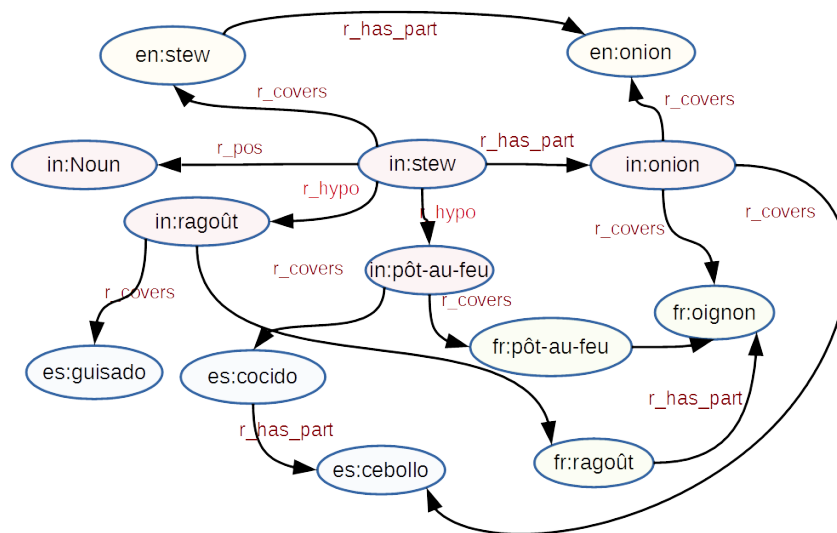 r_has_part
en:stew
en:onion
r_covers
r_covers
r_pos
r_has_part
in:Noun
in:stew
in:onion
r_hypo
r_hypo
r_covers
in:ragoût
r_covers
r_covers
in:pôt-au-feu
r_covers
r_covers
fr:oignon
fr:pôt-au-feu
es:guisado
es:cocido
r_has_part
r_has_part
fr:ragoût
es:cebollo